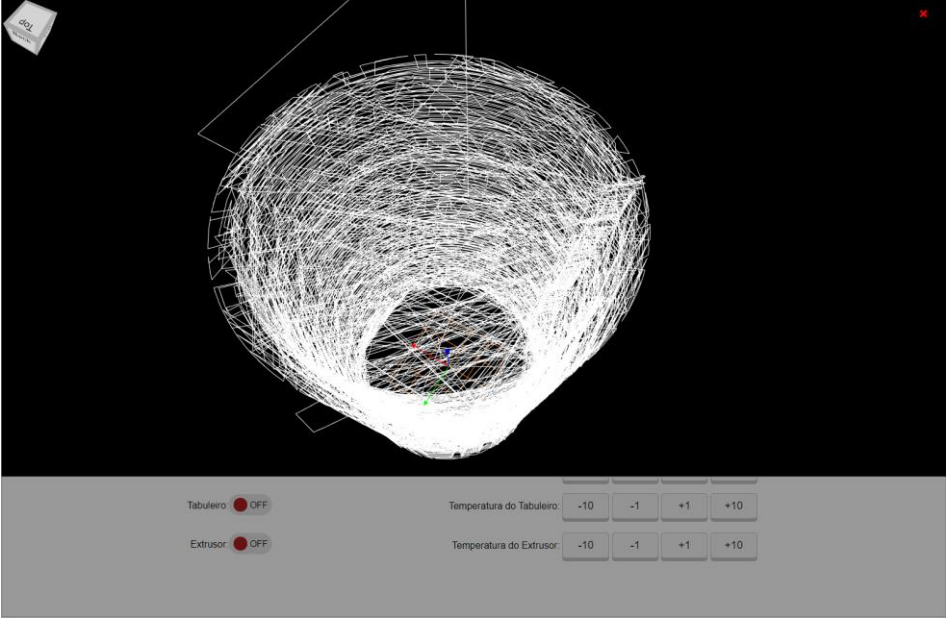 Top
Tabuleiro: OFF Temperatura do Tabuleiro: -10 -1 +1 +10
Extrusor: OFF Temperatura do Extrusor: -10 -1 +1 +10